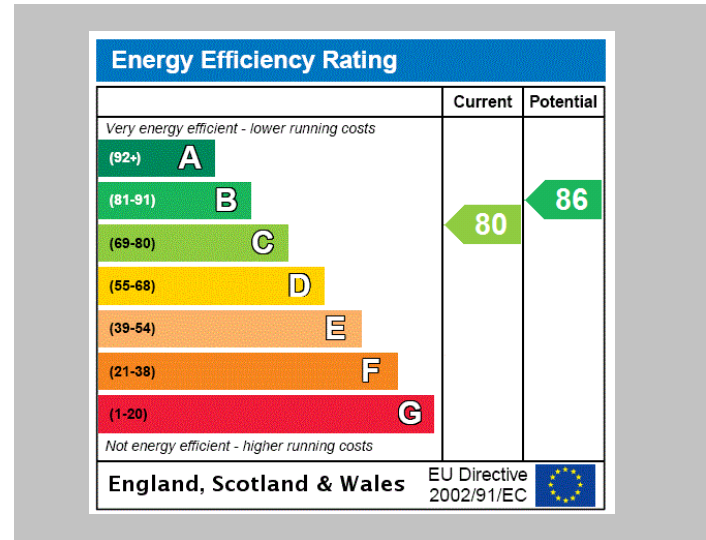 Energy Efficiency Rating
Current Potential
Very energy efficient - lower running costs
(92+) A
(81-91) B
86
(69-80) C
80
(55-68) D
(39-54) E
(21-38) F
(1-20) G
Not energy efficient - higher running costs
England, Scotland & Wales
EU Directive
2002/91/EC